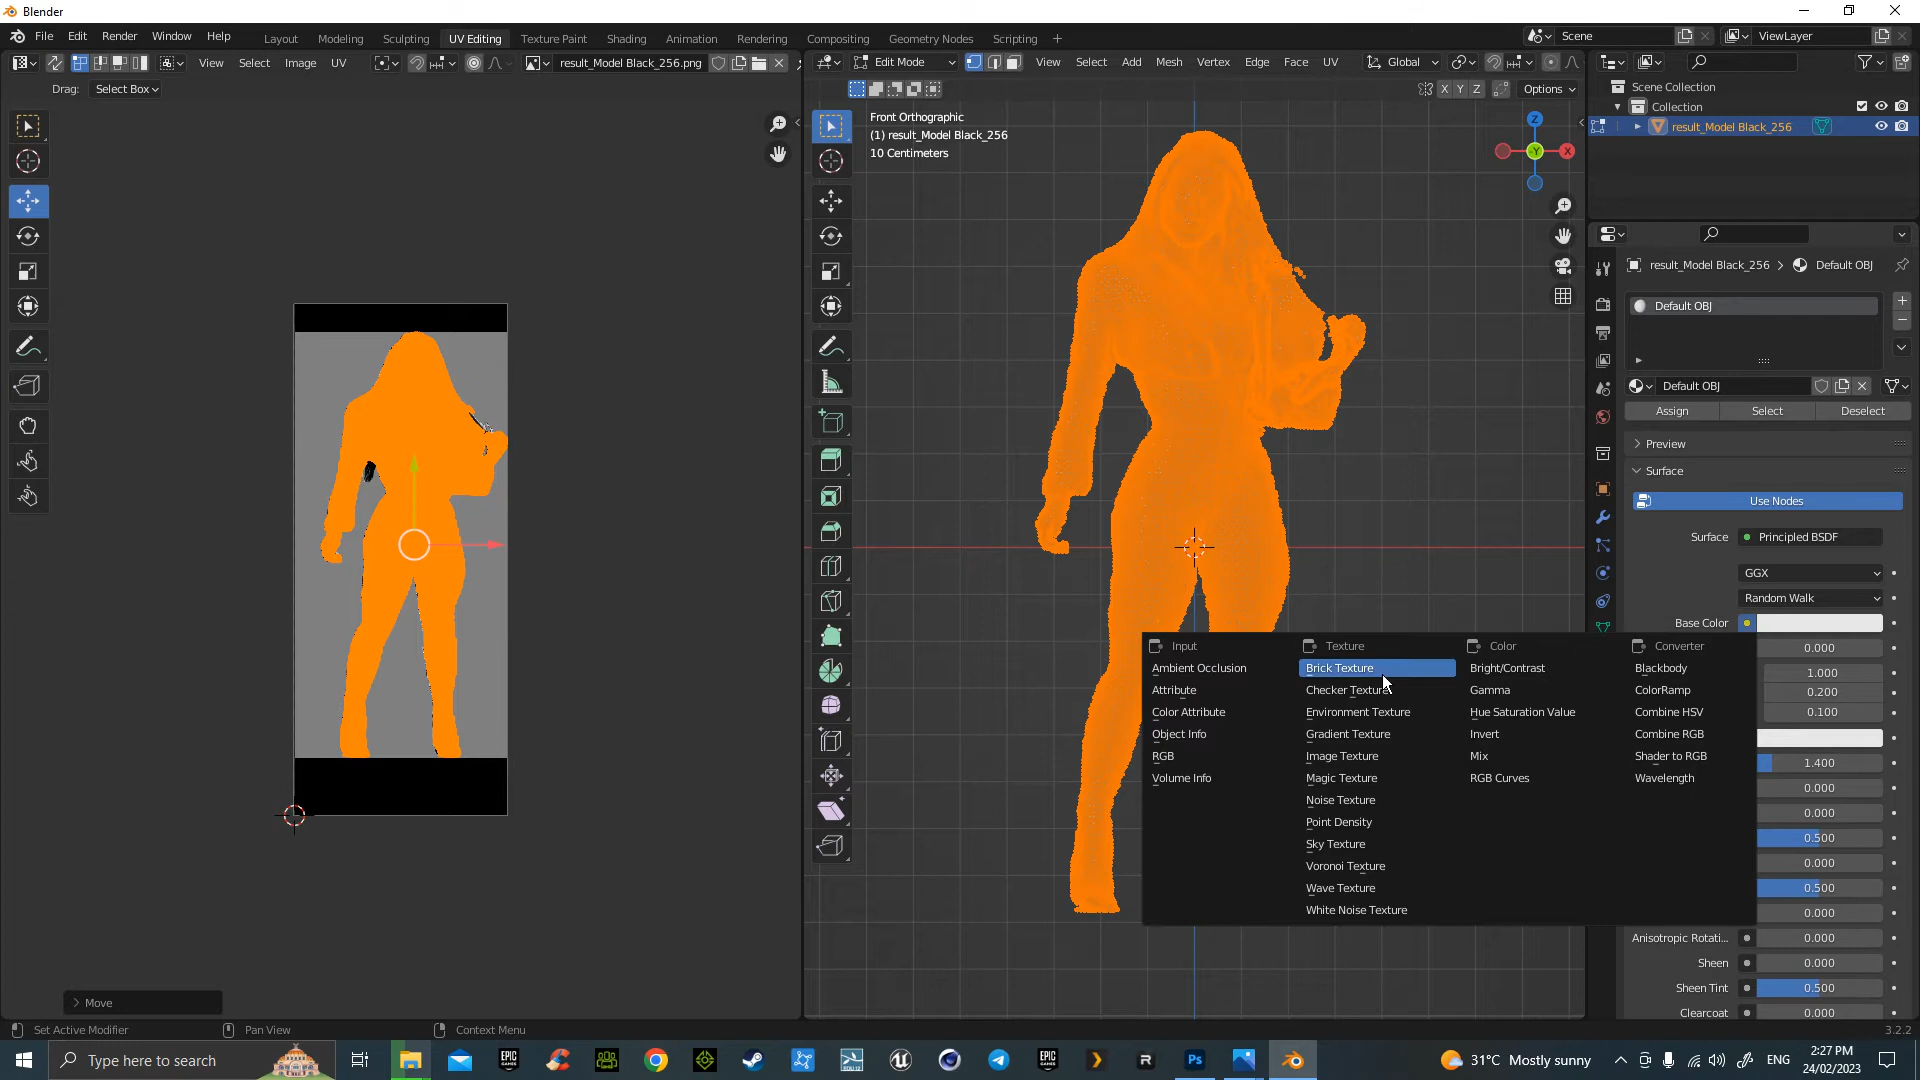 Blender
File Edit Render Window Help
Layout Modeling Sculpting UV Editing Texture Paint Shading Animation Rendering Compositing Geometry Nodes Scripting +
Scene
ViewLayer
View Select Image UV
result_Model Black_256.png
Edit Mode
View Select Add Mesh Vertex Edge Face UV
Global
Drag: Select Box
X Y Z
Options
Front Orthographic
(1) result_Model Black_256
10 Centimeters
Z
-Y
X
Scene Collection
Collection
result_Model Black_256
result_Model Black_256 > Default OBJ
Default OBJ
Default OBJ
Assign Select Deselect
Preview
Surface
Use Nodes
Surface Principled BSDF
GGX
Random Walk
Base Color
0.000
1.000
0.200
0.100
1.400
0.000
0.000
0.500
0.000
0.500
0.000
Anisotropic Rotati... 0.000
Sheen 0.000
Sheen Tint 0.500
Clearcoat 0.000
Input
Ambient Occlusion
Attribute
Color Attribute
Object Info
RGB
Volume Info
Texture
Brick Texture
Checker Texture
Environment Texture
Gradient Texture
Image Texture
Magic Texture
Noise Texture
Point Density
Sky Texture
Voronoi Texture
Wave Texture
White Noise Texture
Color
Bright/Contrast
Gamma
Hue Saturation Value
Invert
Mix
RGB Curves
Converter
Blackbody
ColorRamp
Combine HSV
Combine RGB
Shader to RGB
Wavelength
> Move
Set Active Modifier
Pan View
Context Menu
3.2.2
Type here to search
EPIC GAMES
EPIC GAMES
R
Ps
31°C Mostly sunny
ENG
2:27 PM
24/02/2023